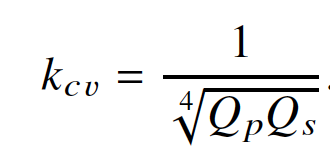 $k_{cv} = \frac{1}{\sqrt[4]{Q_p Q_s}}.$